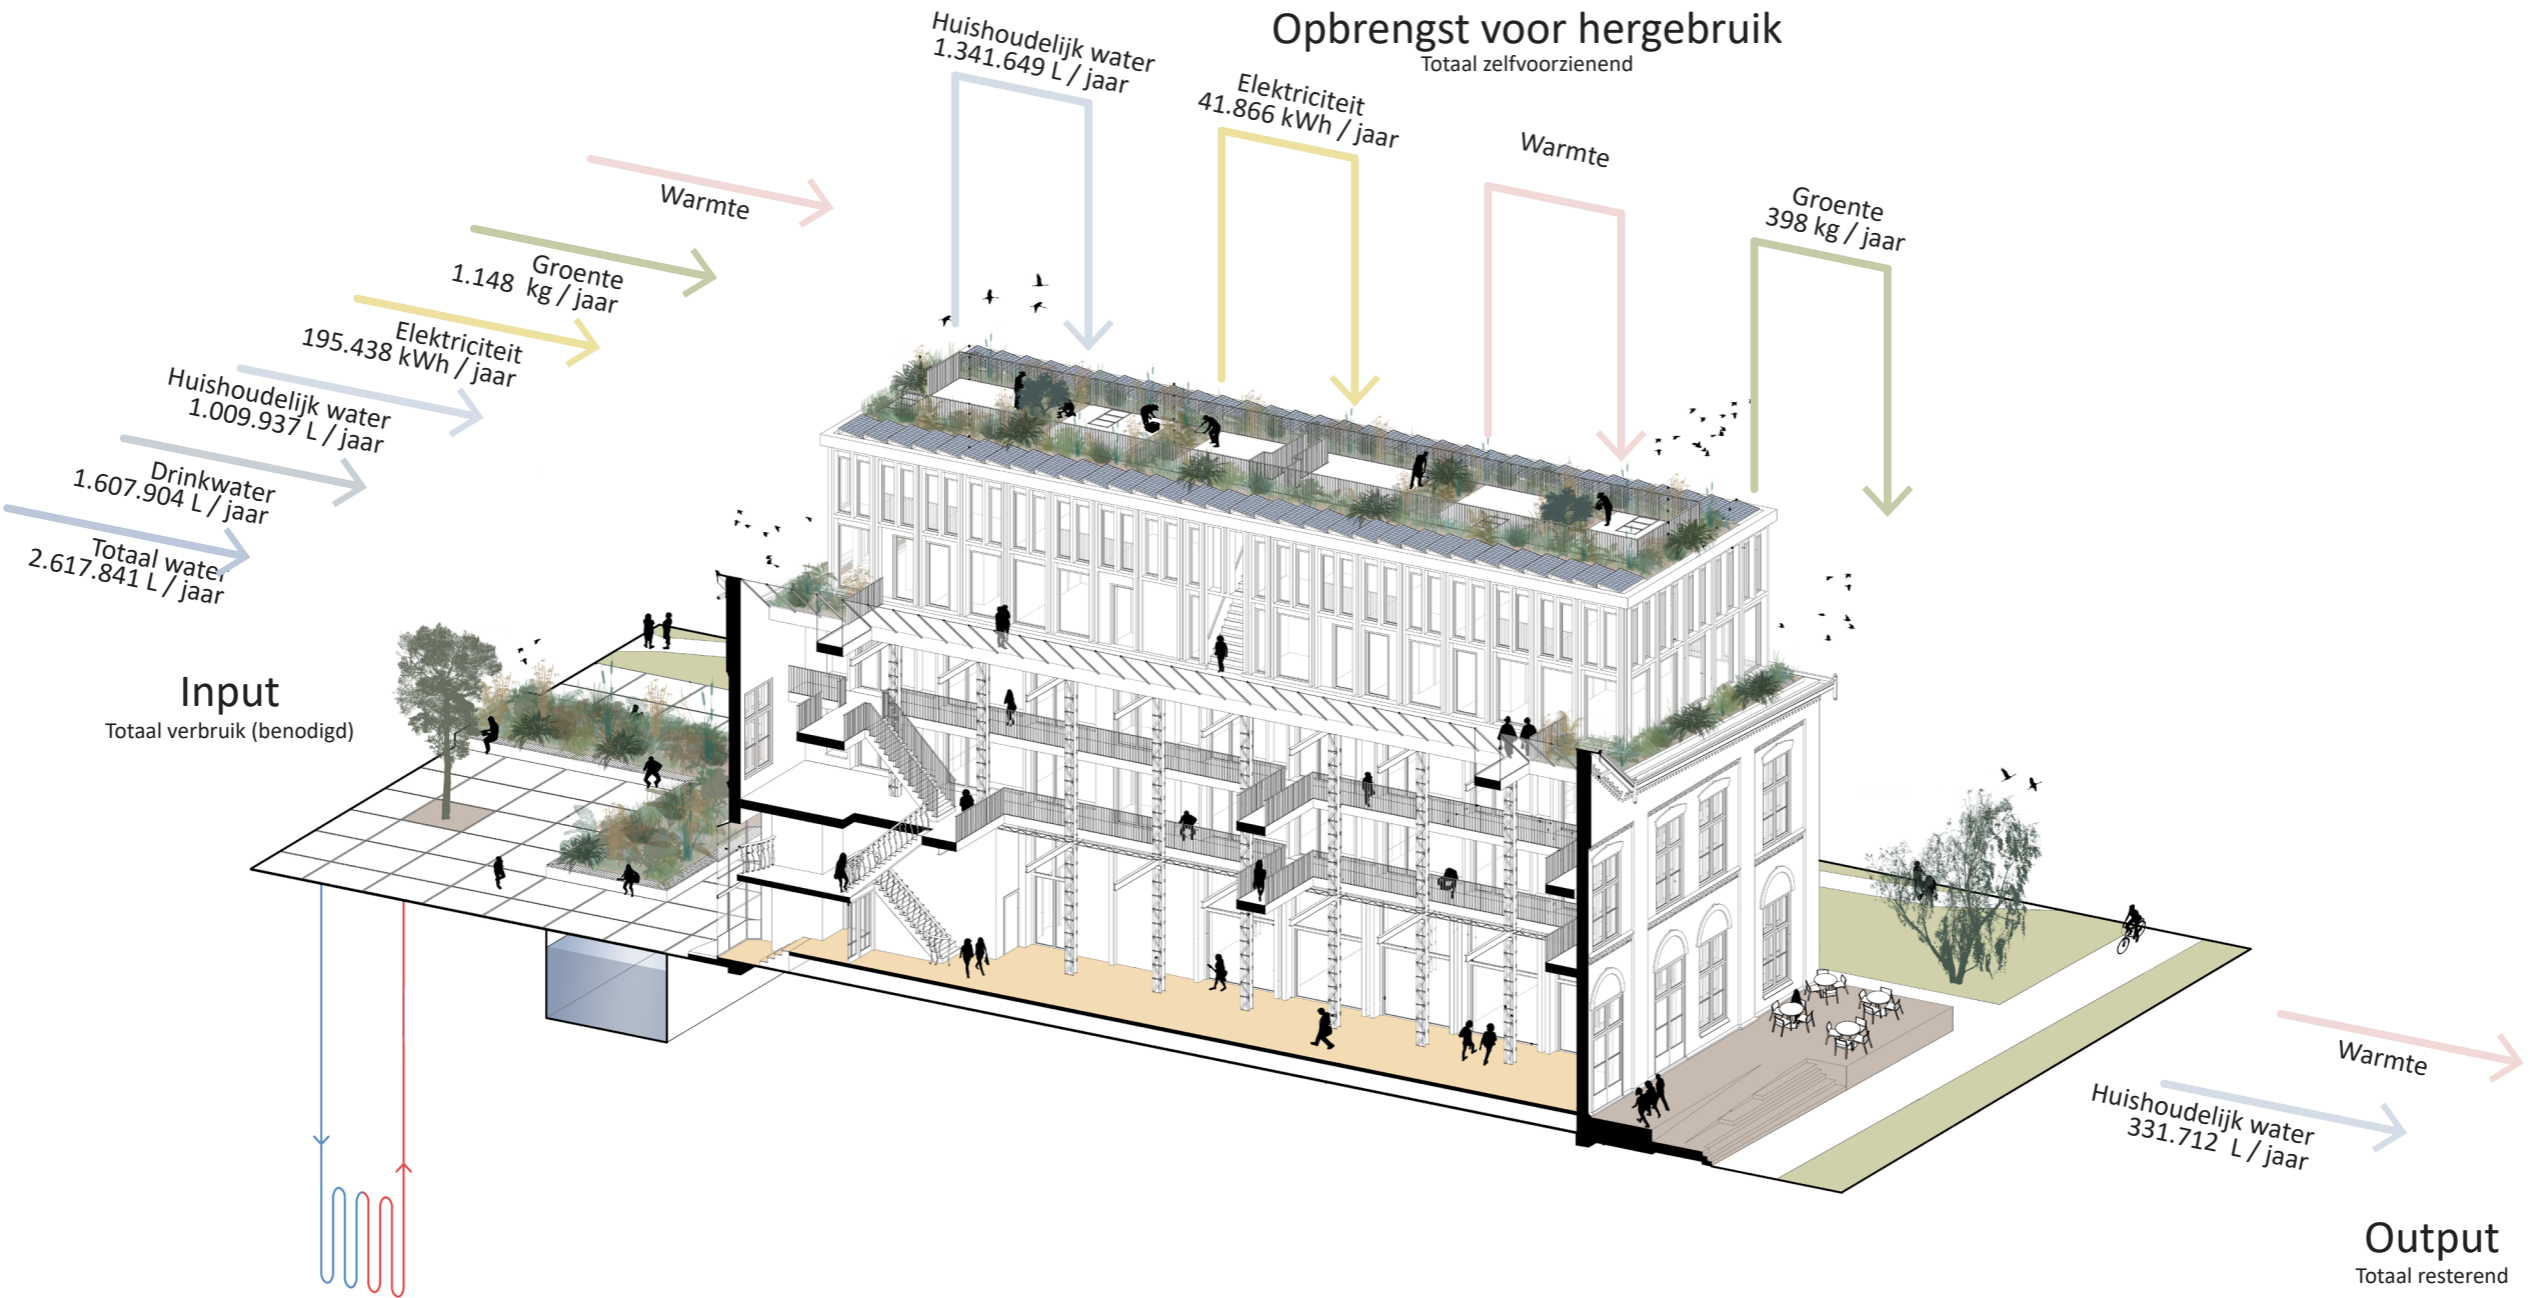 Opbrengst voor hergebruik
Totaal zelfvoorzienend
Huishoudelijk water
1.341.649 L / jaar
Elektriciteit
41.866 kWh / jaar
Warmte
Groente
398 kg / jaar
Warmte
Groente
1.148 kg / jaar
Elektriciteit
195.438 kWh / jaar
Huishoudelijk water
1.009.937 L / jaar
Drinkwater
1.607.904 L / jaar
Totaal water
2.617.841 L / jaar
Input
Totaal verbruik (benodigd)
Warmte
Huishoudelijk water
331.712 L / jaar
Output
Totaal resterend